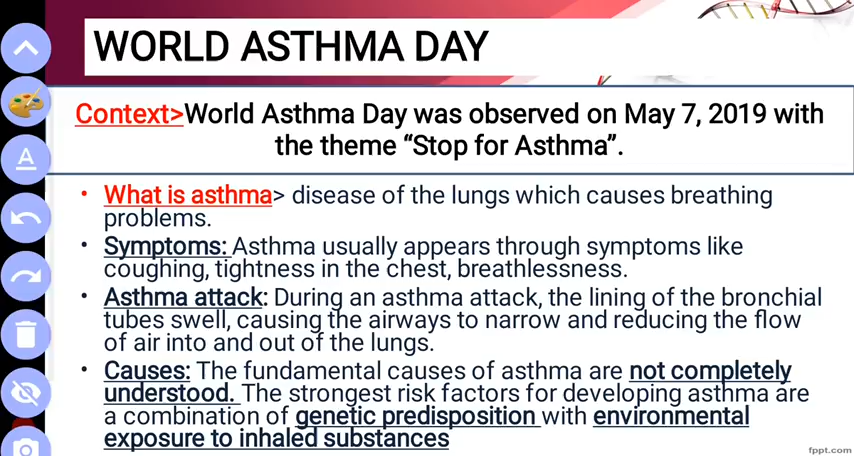 WORLD ASTHMA DAY
Context>World Asthma Day was observed on May 7, 2019 with
the theme “Stop for Asthma”.
• What is asthma> disease of the lungs which causes breathing
problems.
• Symptoms: Asthma usually appears through symptoms like
coughing, tightness in the chest, breathlessness.
• Asthma attack: During an asthma attack, the lining of the bronchial
tubes swell, causing the airways to narrow and reducing the flow
of air into and out of the lungs.
• Causes: The fundamental causes of asthma are not completely
understood. The strongest risk factors for developing asthma are
a combination of genetic predisposition with environmental
exposure to inhaled substances
A
fppt.com